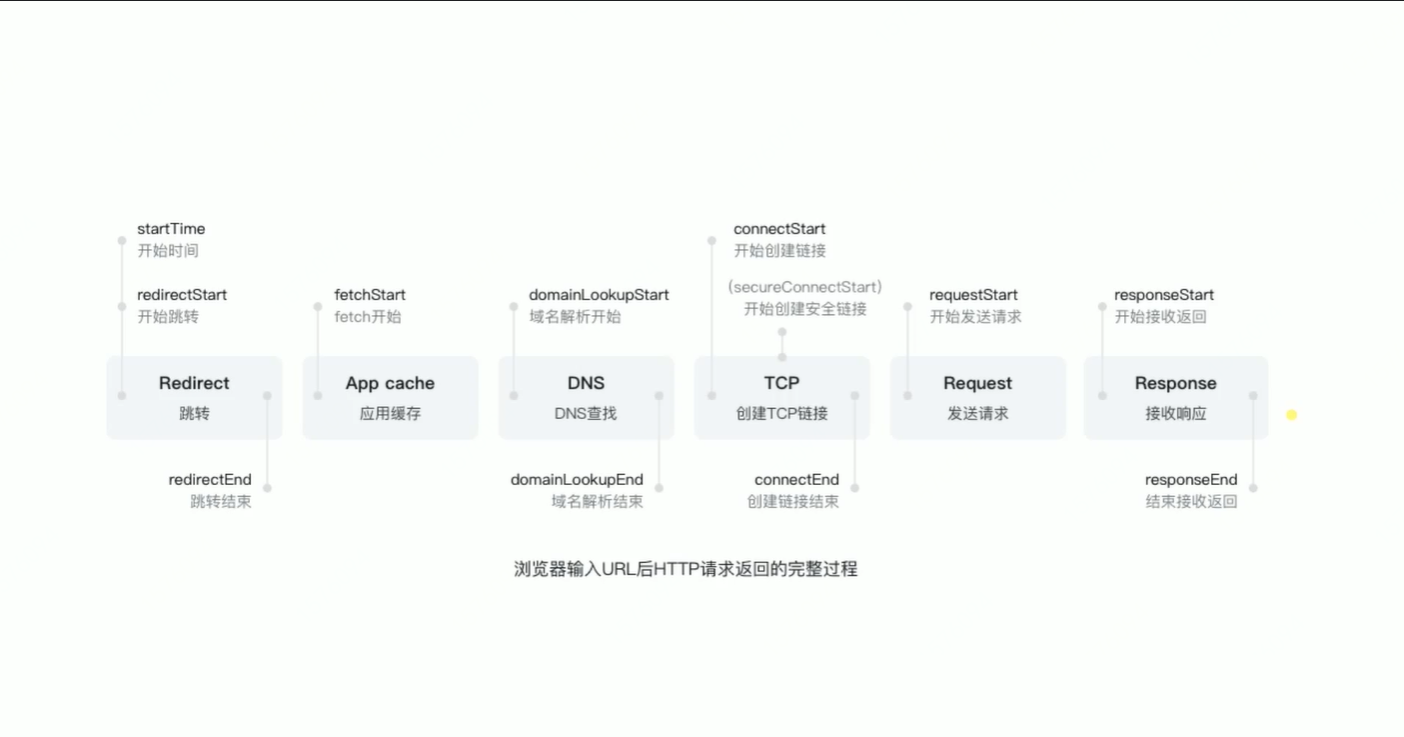 startTime
开始时间
redirectStart
开始跳转
fetchStart
fetch开始
domainLookupStart
域名解析开始
connectStart
开始创建链接
(secureConnectStart)
开始创建安全链接
requestStart
开始发送请求
responseStart
开始接收返回
Redirect
跳转
App cache
应用缓存
DNS
DNS查找
TCP
创建TCP链接
Request
发送请求
Response
接收响应
redirectEnd
跳转结束
domainLookupEnd
域名解析结束
connectEnd
创建链接结束
responseEnd
结束接收返回
浏览器输入URL后HTTP请求返回的完整过程